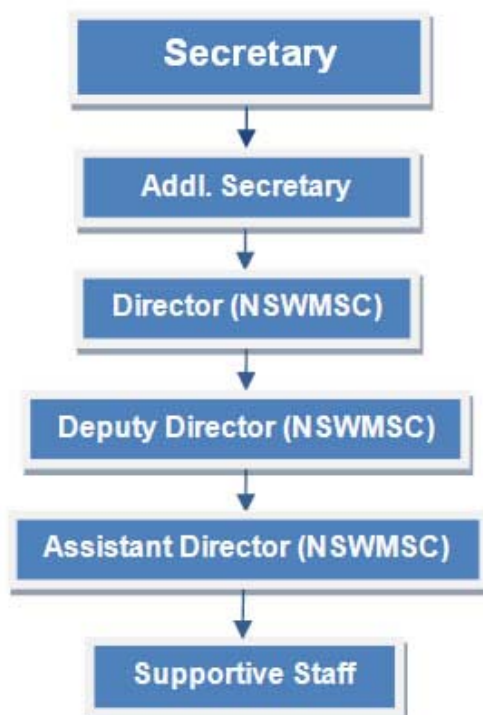 Secretary
Addl. Secretary
Director (NSWMSC)
Deputy Director (NSWMSC)
Assistant Director (NSWMSC)
Supportive Staff